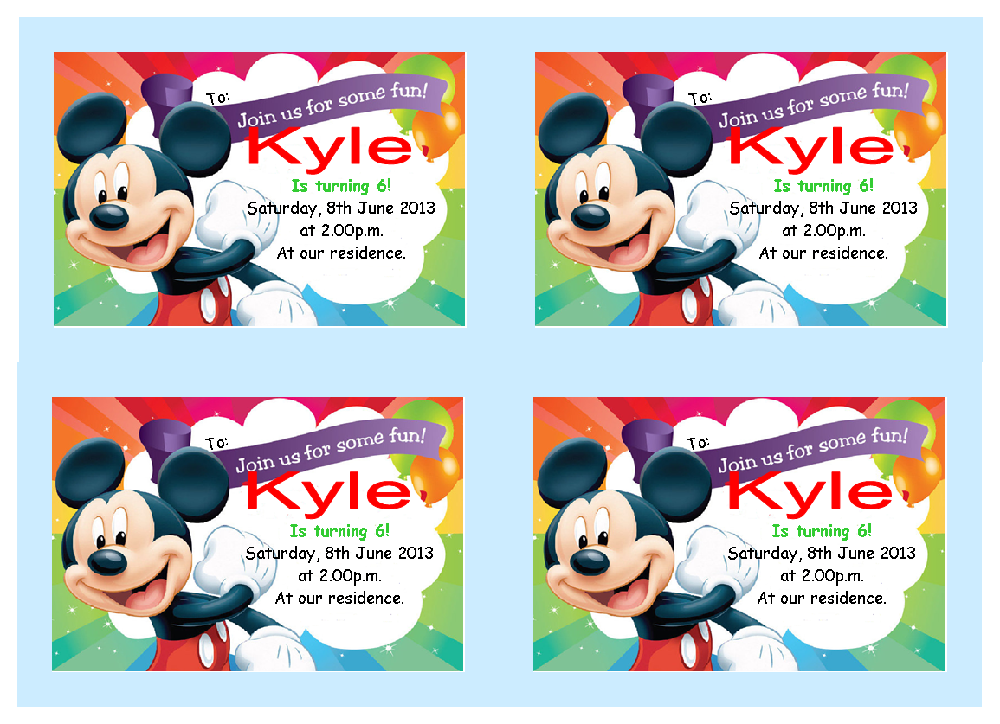 To:
Join us for some fun!
Kyle
Is turning 6!
Saturday, 8th June 2013
at 2.00p.m.
At our residence.
To:
Join us for some fun!
Kyle
Is turning 6!
Saturday, 8th June 2013
at 2.00p.m.
At our residence.
To:
Join us for some fun!
Kyle
Is turning 6!
Saturday, 8th June 2013
at 2.00p.m.
At our residence.
To:
Join us for some fun!
Kyle
Is turning 6!
Saturday, 8th June 2013
at 2.00p.m.
At our residence.